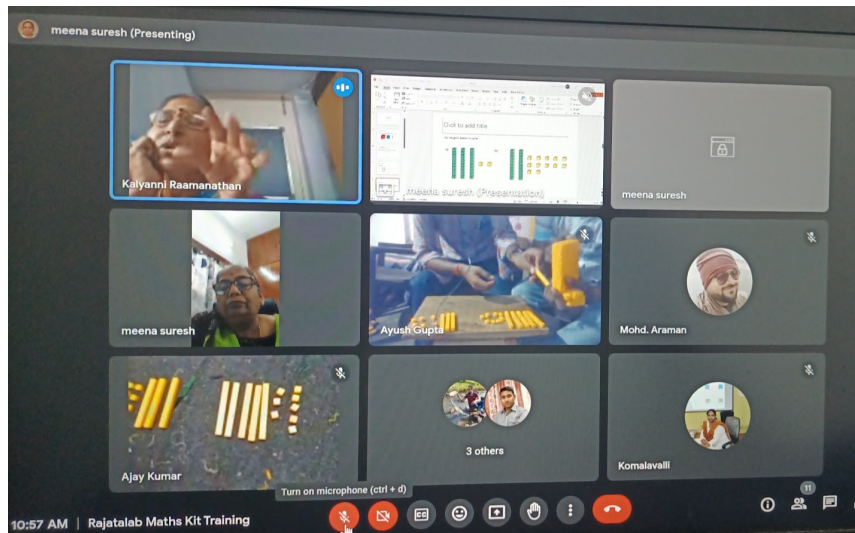 meena suresh (Presenting)
Kalyanni Raamanathan
Click to add title
meena suresh (Presentation)
meena suresh
meena suresh
Ayush Gupta
Mohd. Araman
Ajay Kumar
3 others
Komalavalli
Turn on microphone (ctrl + d)
11
10:57 AM | Rajatalab Maths Kit Training